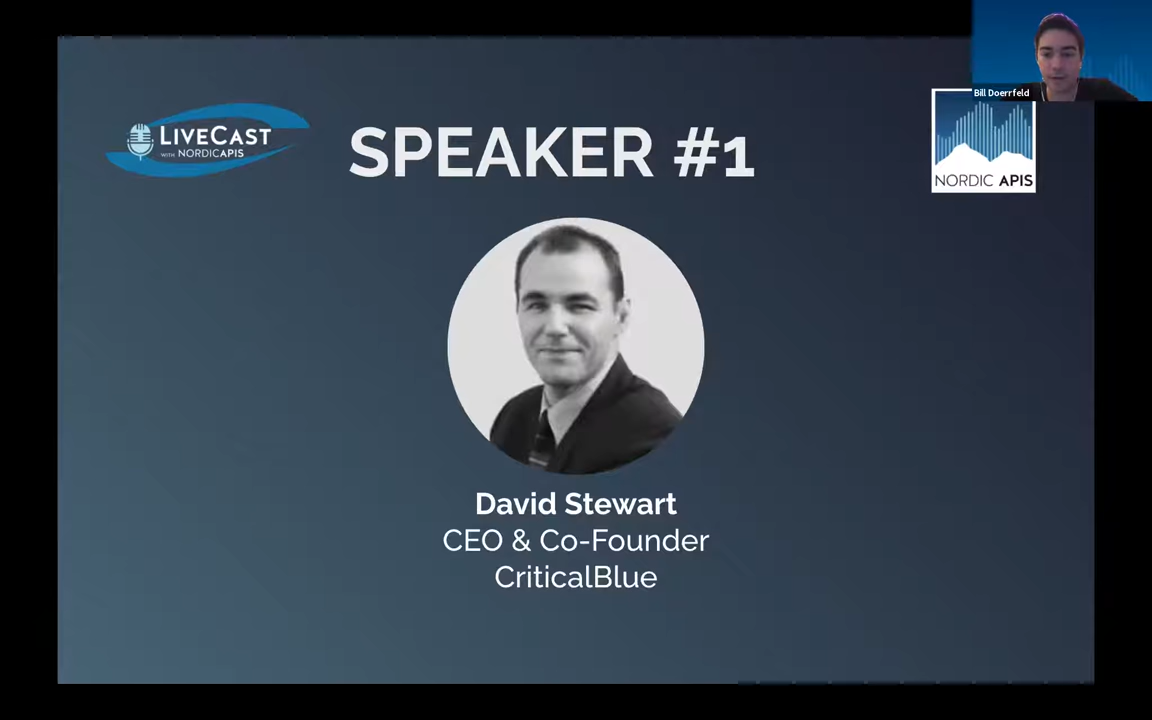 Bill Doerrfeld
LIVECAST
WITH NORDICAPIS
SPEAKER #1
NORDIC APIS
David Stewart
CEO & Co-Founder
CriticalBlue